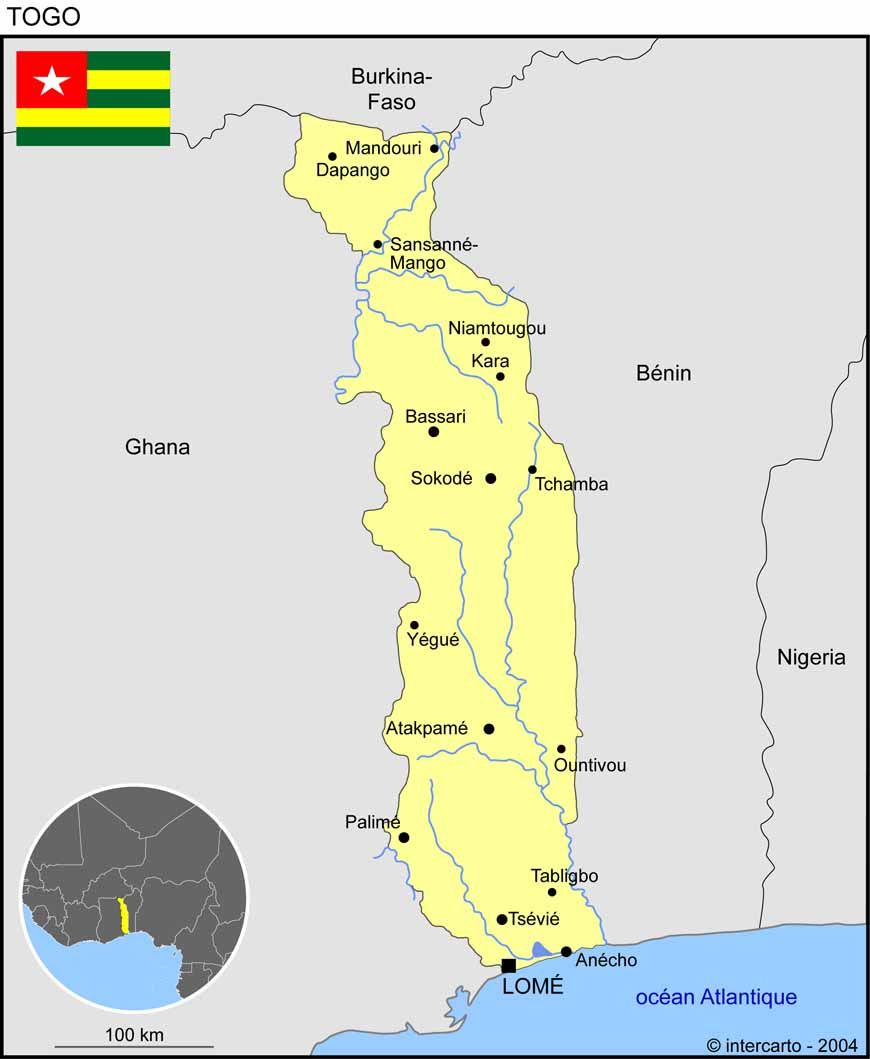 TOGO
Burkina-
Faso
Mandouri
Dapango
Sansanné-
Mango
Niamtougou
Kara
Bénin
Bassari
Ghana
Sokodé
Tchamba
Yégué
Nigeria
Atakpamé
Ountivou
Palimé
Tabligbo
Tsévié
Anécho
LOMÉ
océan Atlantique
100 km
© intercarto - 2004